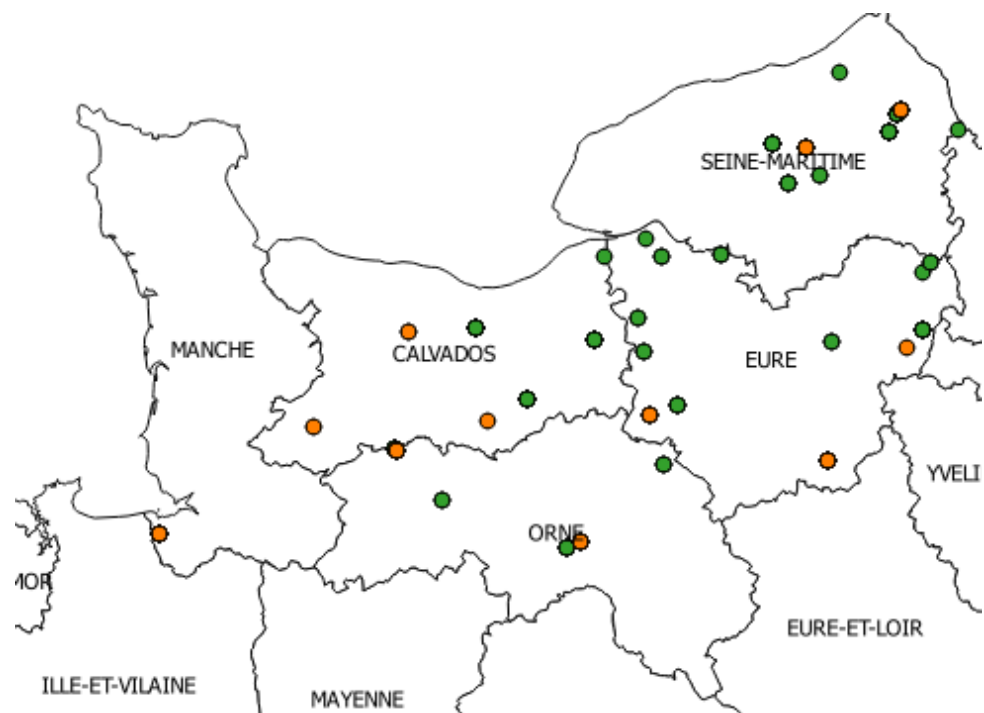 SEINE-MARITIME
MANCHE
CALVADOS
EURE
YVELI
ORNE
MOR
EURE-ET-LOIR
ILLE-ET-VILAINE
MAYENNE